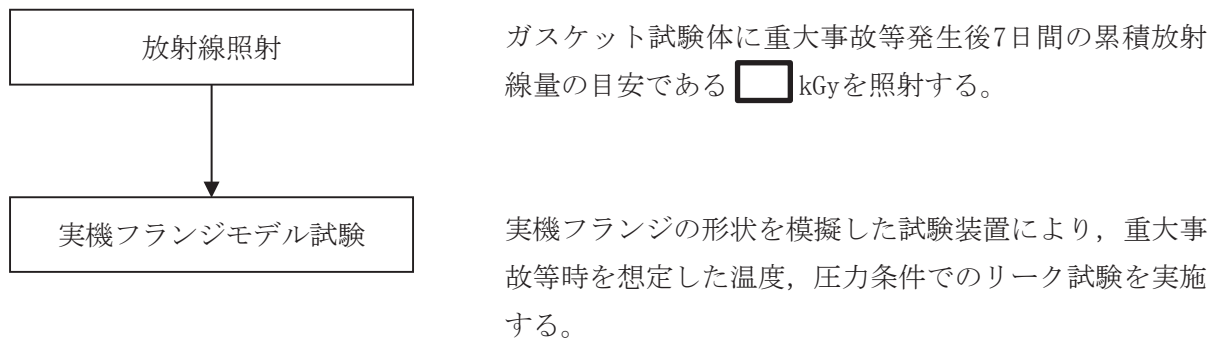 放射線照射
ガスケット試験体に重大事故等発生後7日間の累積放射
線量の目安である kGyを照射する。
実機フランジモデル試験
実機フランジの形状を模擬した試験装置により，重大事
故等時を想定した温度，圧力条件でのリーク試験を実施
する。